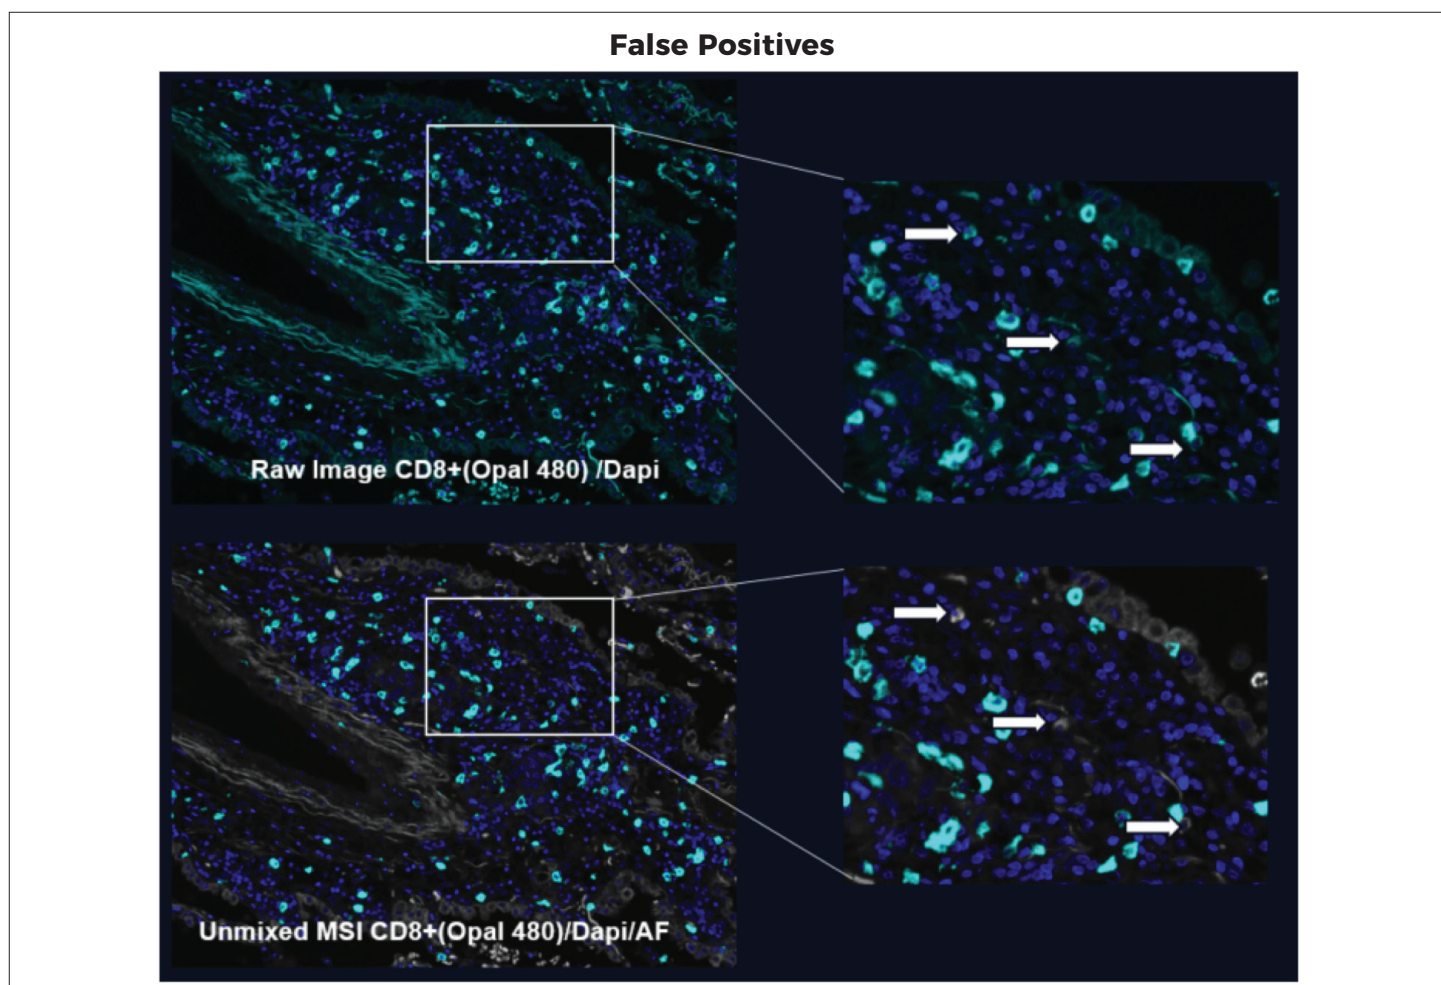 False Positives
Raw Image CD8+(Opal 480) /Dapi
Unmixed MSI CD8+(Opal 480)/Dapi/AF